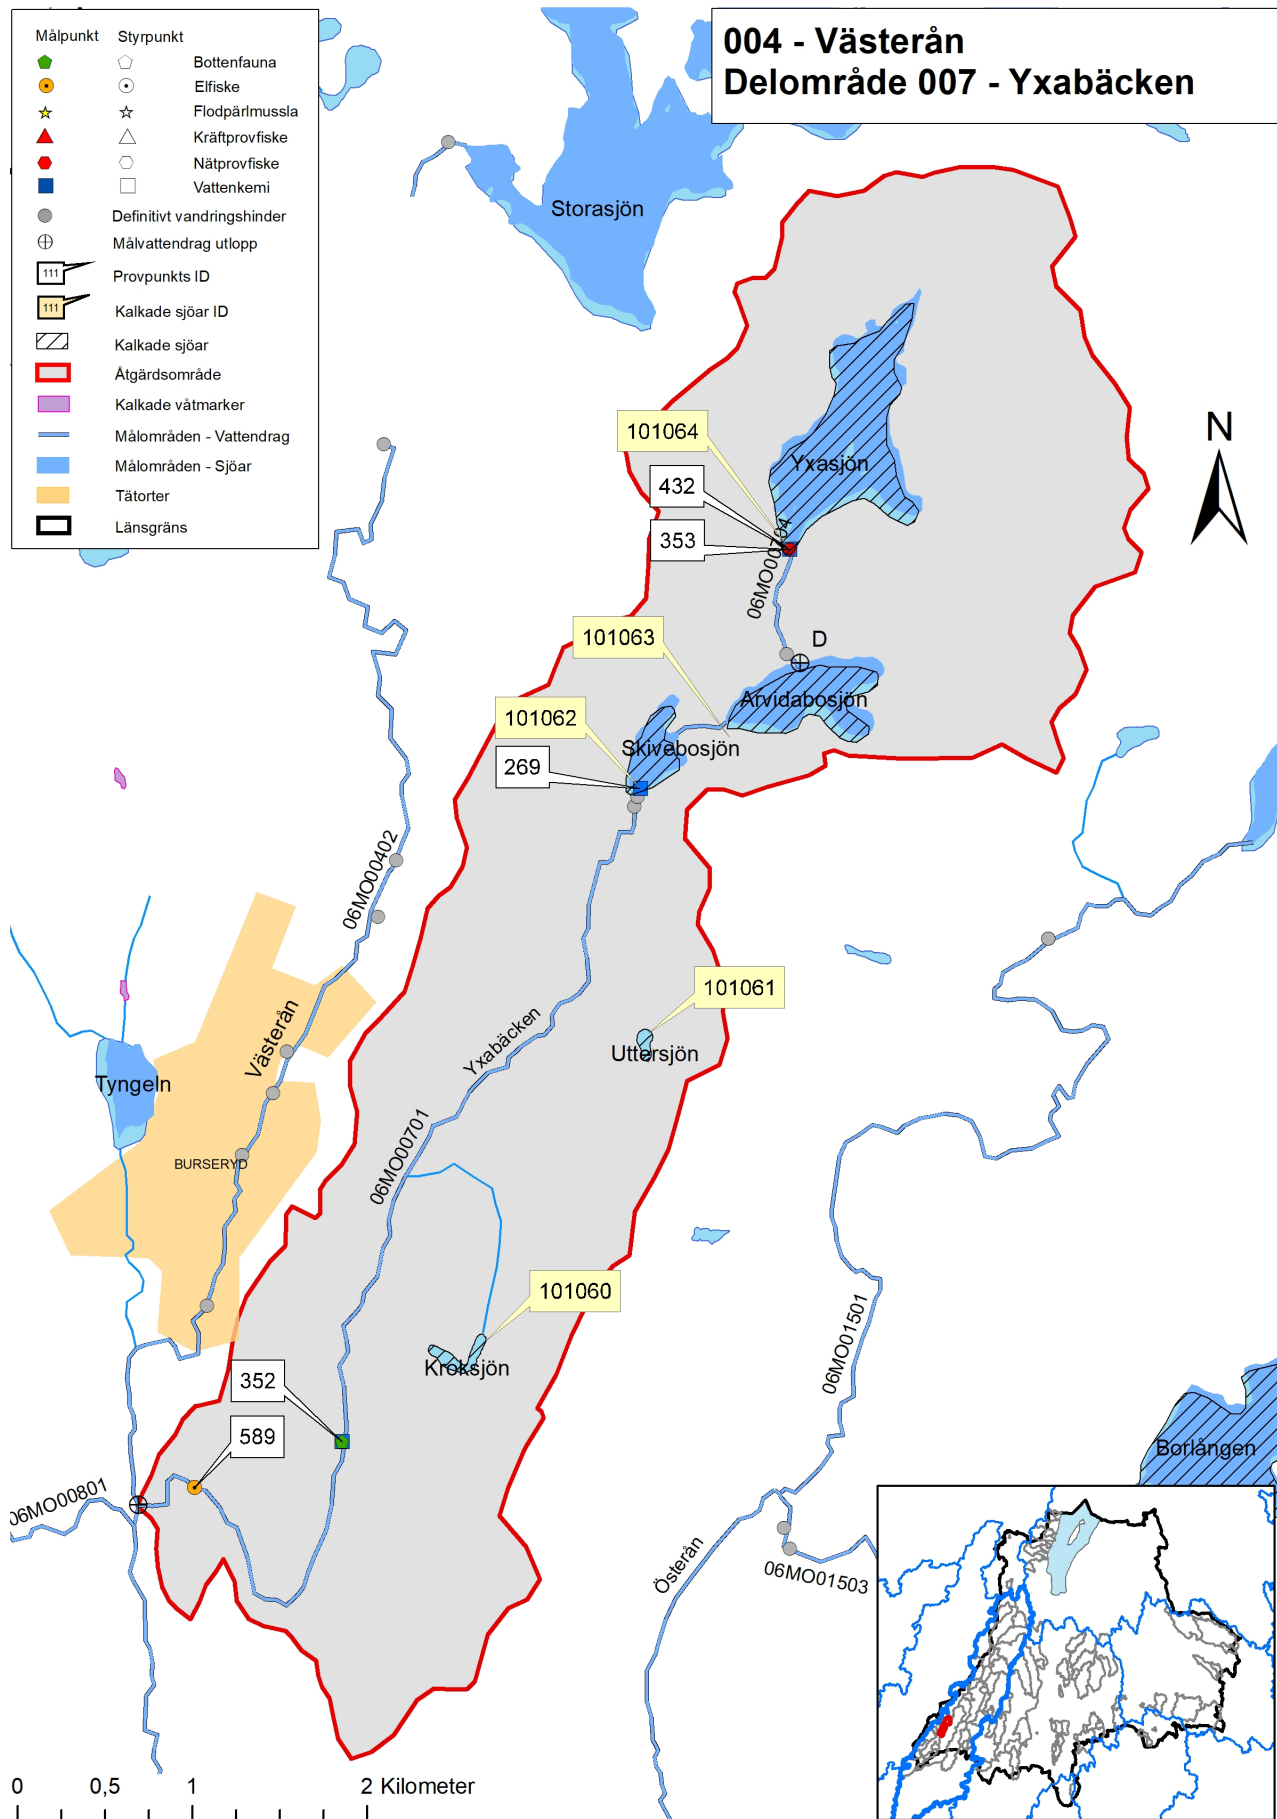 004 - Västerån
Delområde 007 - Yxabäcken
Målpunkt Styrpunkt
Bottenfauna
Elfiske
Flodpärlmussla
Kräftprovfiske
Nätprovfiske
Vattenkemi
Definitivt vandringshinder
Målvattendrag utlopp
111 Provpunkts ID
111 Kalkade sjöar ID
Kalkade sjöar
Åtgärdsområde
Kalkade våtmarker
Målområden - Vattendrag
Målområden - Sjöar
Tätorter
Länsgräns
Storasjön
N
101064
Yxasjön
432
353
06MO00704
101063
D
Arvidabosjön
101062
Skivebosjön
269
06MO00402
101061
Uttersjön
Västerån
Yxabäcken
Tyngeln
06MO00701
BURSERYD
101060
Kroksjön
06MO01501
352
589
Borlången
06MO00801
Österån
06MO01503
0 0,5 1 2 Kilometer